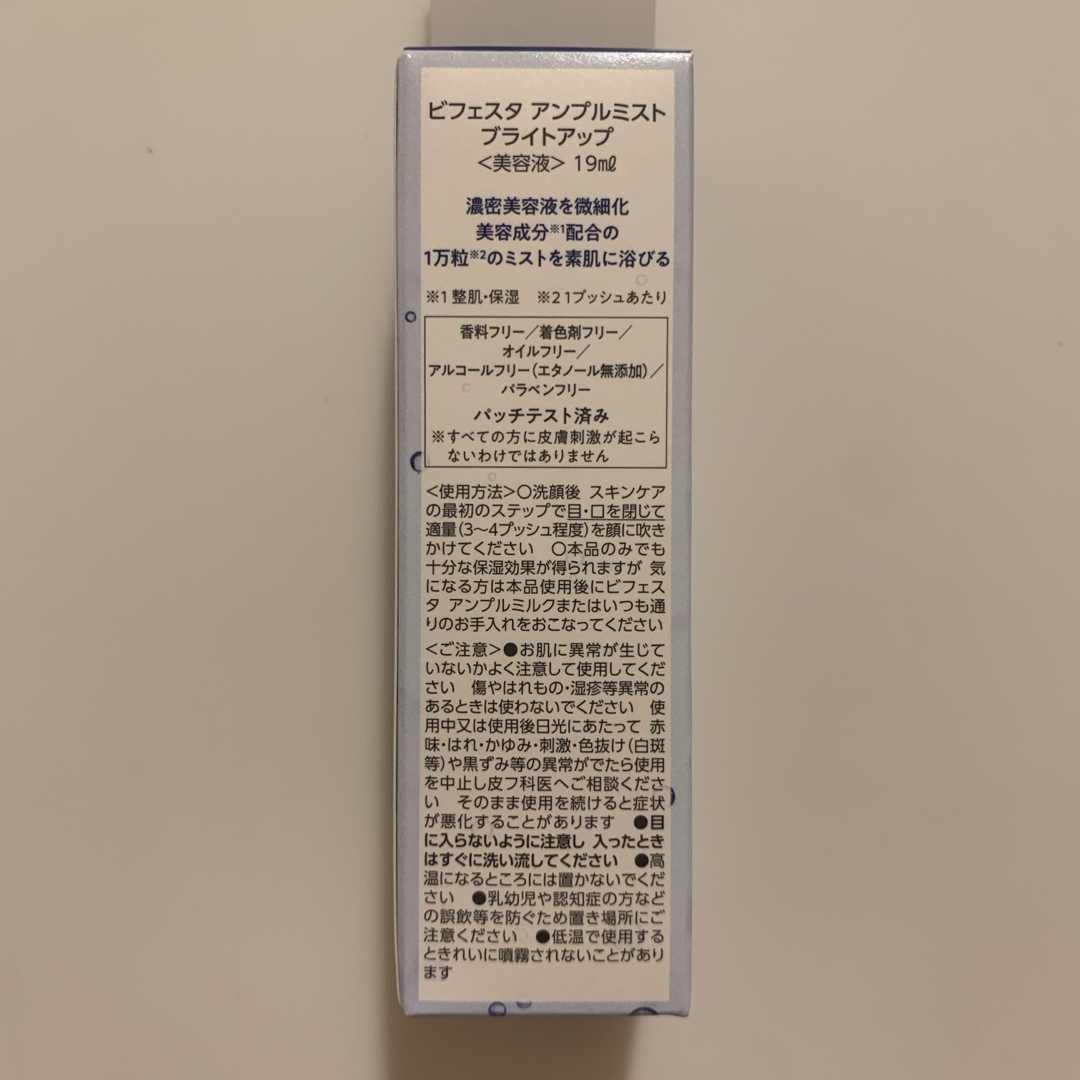 ビフェスタ アンプルミスト
ブライトアップ
<美容液> 19㎖
濃密美容液を微細化
美容成分※1配合の
1万粒※2のミストを素肌に浴びる
※1 整肌・保湿　※2 1プッシュあたり
香料フリー／着色剤フリー／
オイルフリー／
アルコールフリー（エタノール無添加）／
パラベンフリー
パッチテスト済み
※すべての方に皮膚刺激が起こら
ないわけではありません
<使用方法>〇洗顔後 スキンケア
の最初のステップで目・口を閉じて
適量（3～4プッシュ程度）を顔に吹き
かけてください　〇本品のみでも
十分な保湿効果が得られますが 気
になる方は本品使用後にビフェス
タ アンプルミルクまたはいつも通
りのお手入れをおこなってください
<ご注意>●お肌に異常が生じて
いないかよく注意して使用してくだ
さい　傷やはれもの・湿疹等異常の
あるときは使わないでください　使
用中又は使用後日光にあたって 赤
味・はれ・かゆみ・刺激・色抜け（白斑
等）や黒ずみ等の異常がでたら使用
を中止し皮フ科医へご相談くださ
い　そのまま使用を続けると症状
が悪化することがあります　●目
に入らないように注意し 入ったとき
はすぐに洗い流してください　●高
温になるところには置かないでくだ
さい　●乳幼児や認知症の方など
の誤飲等を防ぐため置き場所にご
注意ください　●低温で使用する
ときれいに噴霧されないことがあり
ます